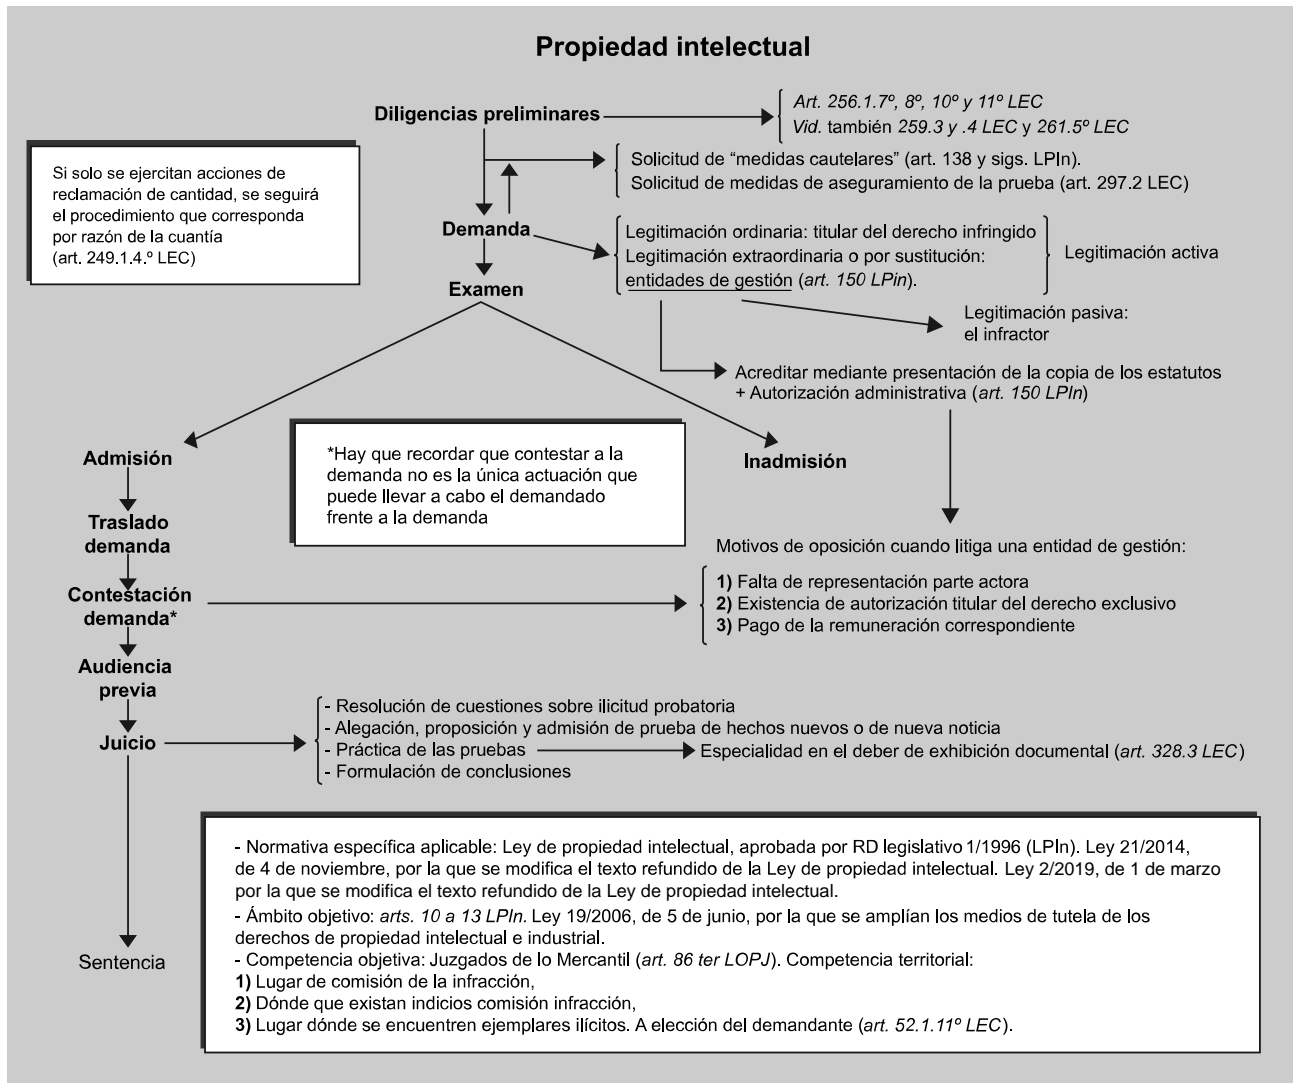 Propiedad intelectual
Diligencias preliminares
Art. 256.1.7º, 8º, 10º y 11º LEC
Vid. también 259.3 y .4 LEC y 261.5º LEC
Si solo se ejercitan acciones de
reclamación de cantidad, se seguirá
el procedimiento que corresponda
por razón de la cuantía
(art. 249.1.4.º LEC)
Solicitud de “medidas cautelares” (art. 138 y sigs. LPIn).
Solicitud de medidas de aseguramiento de la prueba (art. 297.2 LEC)
Demanda
Legitimación ordinaria: titular del derecho infringido
Legitimación extraordinaria o por sustitución:
entidades de gestión (art. 150 LPin).
Legitimación activa
Examen
Legitimación pasiva:
el infractor
Acreditar mediante presentación de la copia de los estatutos
+ Autorización administrativa (art. 150 LPIn)
Admisión
*Hay que recordar que contestar a la
demanda no es la única actuación que
puede llevar a cabo el demandado
frente a la demanda
Inadmisión
Traslado
demanda
Motivos de oposición cuando litiga una entidad de gestión:
Contestación
demanda*
1) Falta de representación parte actora
2) Existencia de autorización titular del derecho exclusivo
3) Pago de la remuneración correspondiente
Audiencia
previa
Juicio
- Resolución de cuestiones sobre ilicitud probatoria
- Alegación, proposición y admisión de prueba de hechos nuevos o de nueva noticia
- Práctica de las pruebas
Especialidad en el deber de exhibición documental (art. 328.3 LEC)
- Formulación de conclusiones
Sentencia
- Normativa específica aplicable: Ley de propiedad intelectual, aprobada por RD legislativo 1/1996 (LPIn). Ley 21/2014,
de 4 de noviembre, por la que se modifica el texto refundido de la Ley de propiedad intelectual. Ley 2/2019, de 1 de marzo
por la que se modifica el texto refundido de la Ley de propiedad intelectual.
- Ámbito objetivo: arts. 10 a 13 LPIn. Ley 19/2006, de 5 de junio, por la que se amplían los medios de tutela de los
derechos de propiedad intelectual e industrial.
- Competencia objetiva: Juzgados de lo Mercantil (art. 86 ter LOPJ). Competencia territorial:
1) Lugar de comisión de la infracción,
2) Dónde que existan indicios comisión infracción,
3) Lugar dónde se encuentren ejemplares ilícitos. A elección del demandante (art. 52.1.11º LEC).